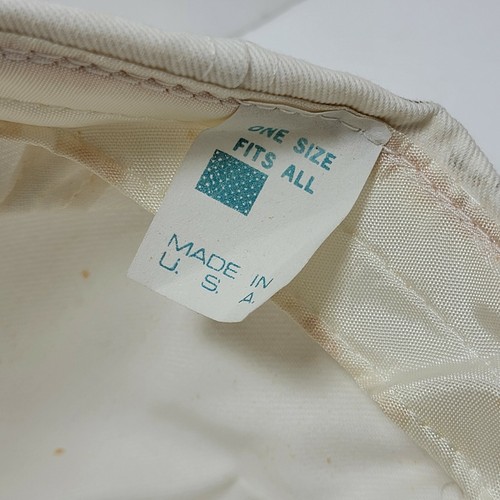 ONE SIZE
FITS ALL
MADE IN
U. S. A.